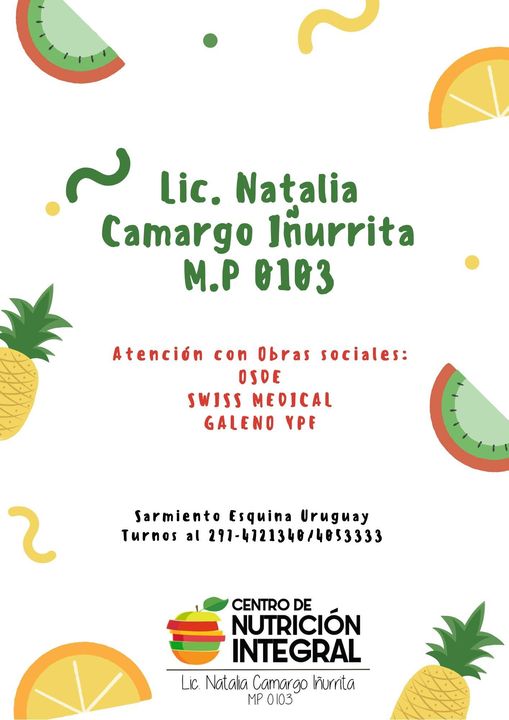 Lic. Natalia
Camargo Iñurrita
M.P 0103
Atención con Obras sociales:
OSDE
SWISS MEDICAL
GALENO YPF
Sarmiento Esquina Uruguay
Turnos al 297-4721340/4053333
CENTRO DE
NUTRICIÓN
INTEGRAL
Lic. Natalia Camargo Iñurrita
MP 0103